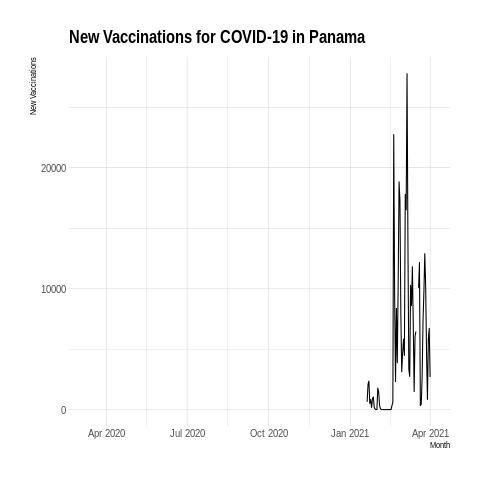 New Vaccinations for COVID-19 in Panama
New Vaccinations
20000
10000
0
Apr 2020 Jul 2020 Oct 2020 Jan 2021 Apr 2021
Month